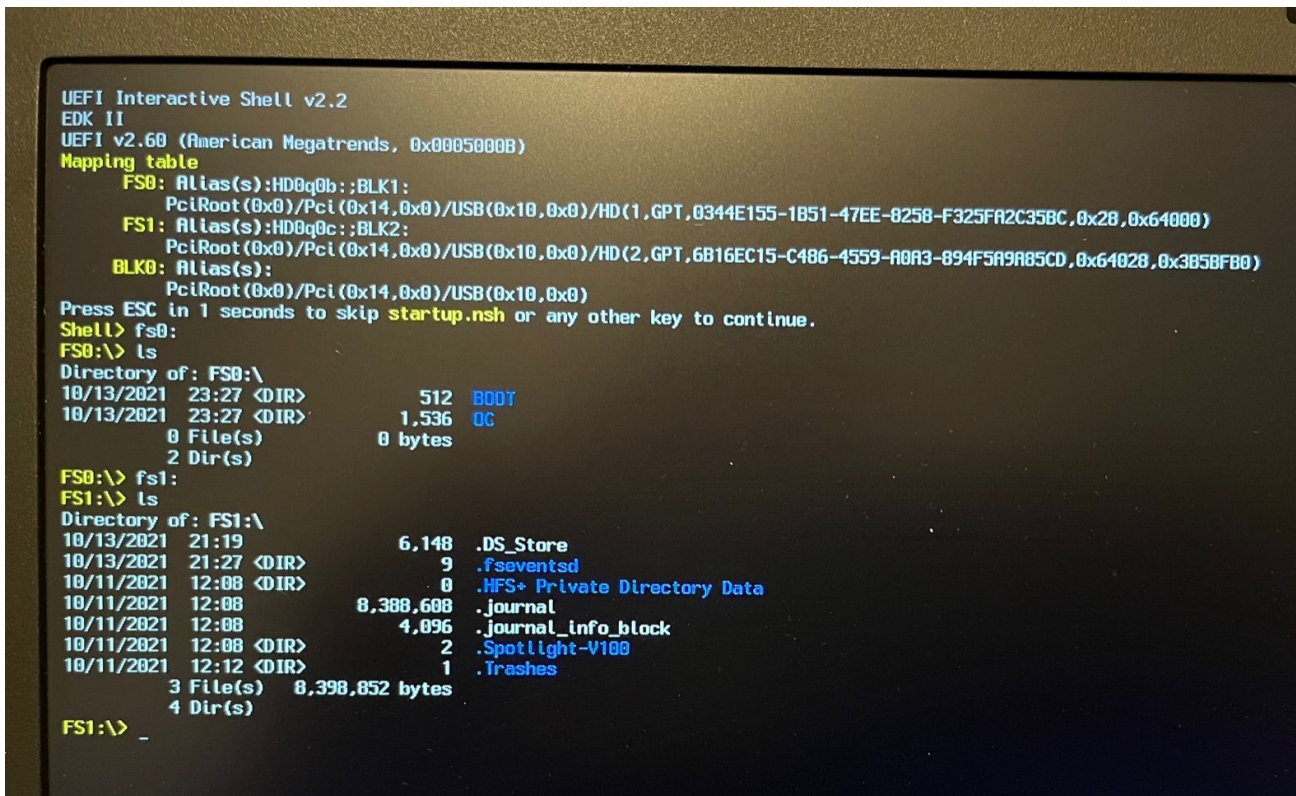 UEFI Interactive Shell v2.2
EDK II
UEFI v2.60 (American Megatrends, 0x0005000B)
Mapping table
FS0: Alias(s):HD0q0b:;BLK1:
PciRoot(0x0)/Pci(0x14,0x0)/USB(0x10,0x0)/HD(1,GPT,0344E155-1B51-47EE-8258-F325FA2C35BC,0x28,0x64000)
FS1: Alias(s):HD0q0c:;BLK2:
PciRoot(0x0)/Pci(0x14,0x0)/USB(0x10,0x0)/HD(2,GPT,6B16EC15-C486-4559-A0A3-894F5A9A85CD,0x64028,0x3B5BFB0)
BLK0: Alias(s):
PciRoot(0x0)/Pci(0x14,0x0)/USB(0x10,0x0)
Press ESC in 1 seconds to skip startup.nsh or any other key to continue.
Shell> fs0:
FS0:\> ls
Directory of: FS0:\
10/13/2021 23:27 <DIR> 512 BOOT
10/13/2021 23:27 <DIR> 1,536 OC
0 File(s) 0 bytes
2 Dir(s)
FS0:\> fs1:
FS1:\> ls
Directory of: FS1:\
10/13/2021 21:19 6,148 .DS_Store
10/13/2021 21:27 <DIR> 9 .fseventsd
10/11/2021 12:08 <DIR> 0 .HFS+ Private Directory Data
10/11/2021 12:08 8,388,608 .journal
10/11/2021 12:08 4,096 .journal_info_block
10/11/2021 12:08 <DIR> 2 .Spotlight-V100
10/11/2021 12:12 <DIR> 1 .Trashes
3 File(s) 8,398,852 bytes
4 Dir(s)
FS1:\> _